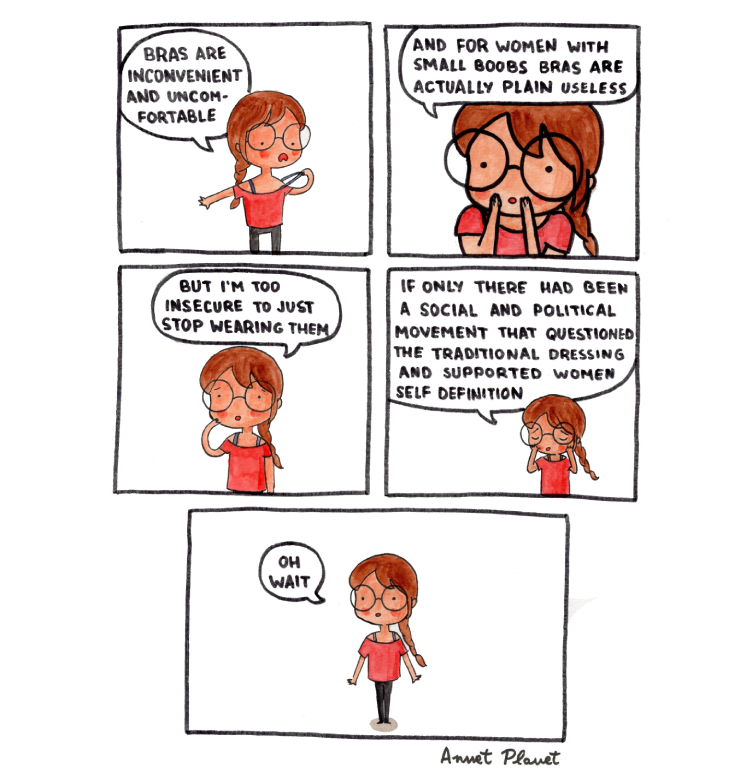 BRAS ARE
INCONVENIENT
AND UNCOM-
FORTABLE
AND FOR WOMEN WITH
SMALL BOOBS BRAS ARE
ACTUALLY PLAIN USELESS
BUT I'M TOO
INSECURE TO JUST
STOP WEARING THEM
IF ONLY THERE HAD BEEN
A SOCIAL AND POLITICAL
MOVEMENT THAT QUESTIONED
THE TRADITIONAL DRESSING
AND SUPPORTED WOMEN
SELF DEFINITION
OH
WAIT
Annet Planet